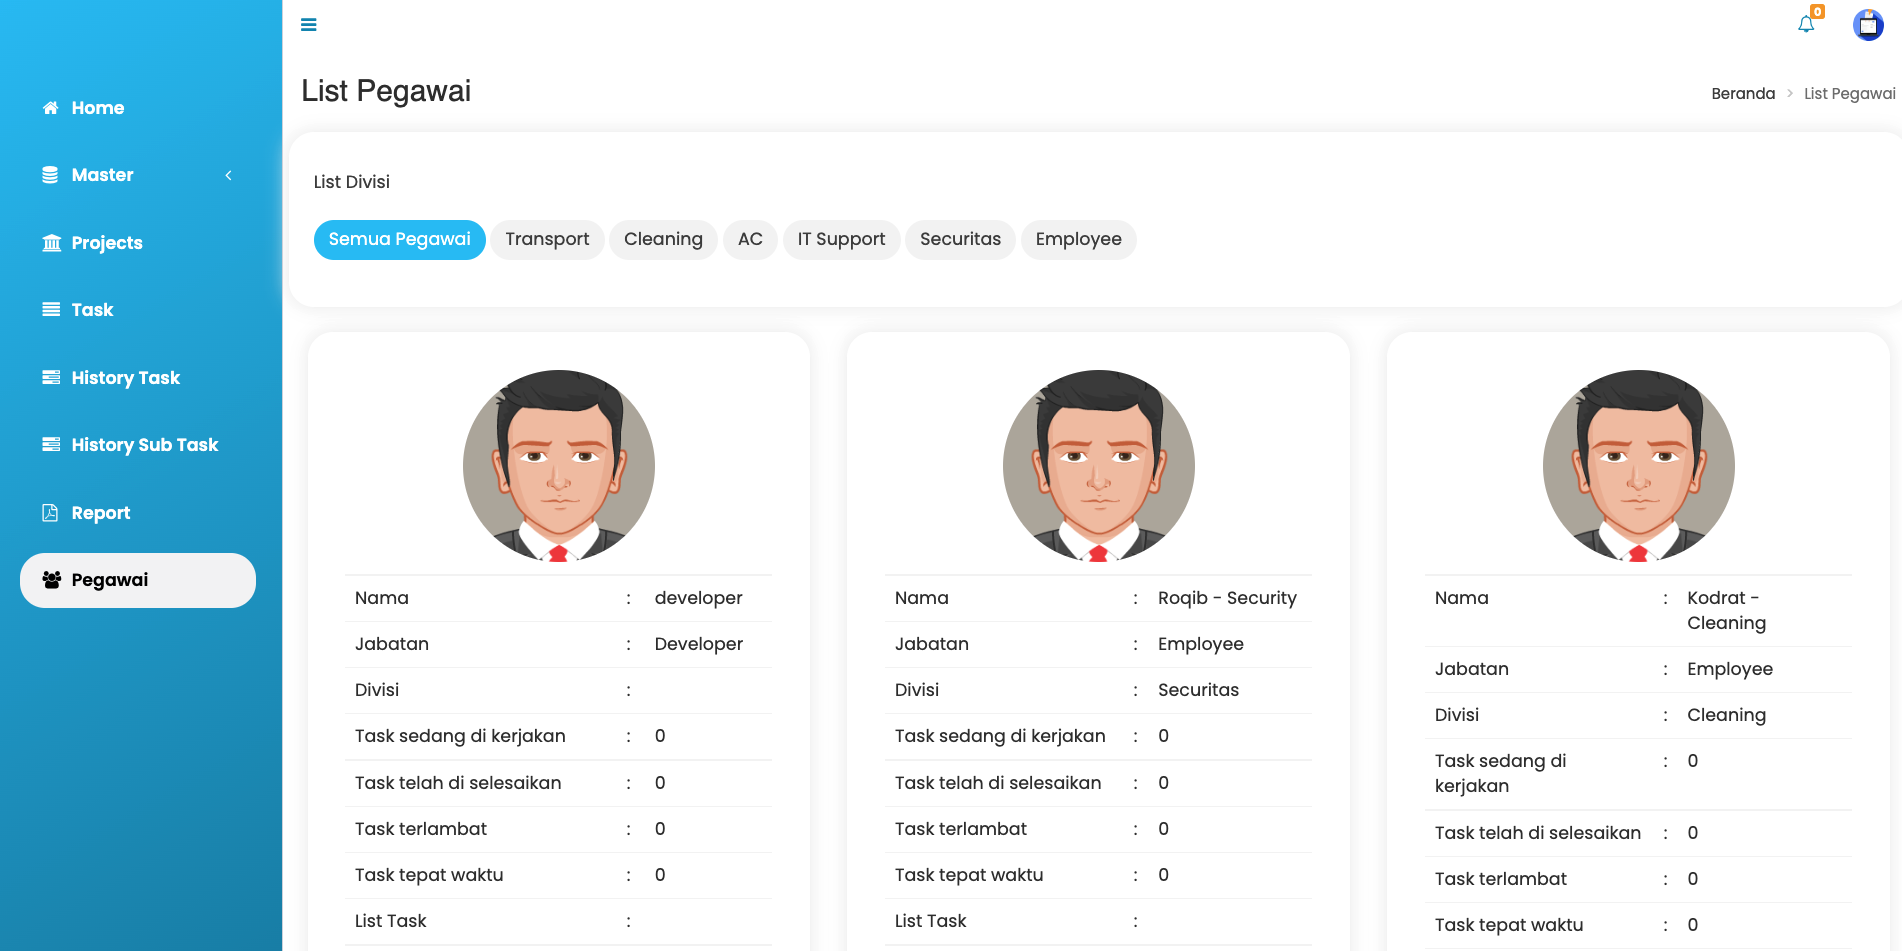 0
Home
Master
Projects
Task
History Task
History Sub Task
Report
Pegawai
List Pegawai
Beranda > List Pegawai
List Divisi
Semua Pegawai Transport Cleaning AC IT Support Securitas Employee
Nama : developer
Jabatan : Developer
Divisi :
Task sedang di kerjakan : 0
Task telah di selesaikan : 0
Task terlambat : 0
Task tepat waktu : 0
List Task :
Nama : Roqib - Security
Jabatan : Employee
Divisi : Securitas
Task sedang di kerjakan : 0
Task telah di selesaikan : 0
Task terlambat : 0
Task tepat waktu : 0
List Task :
Nama : Kodrat -
Cleaning
Jabatan : Employee
Divisi : Cleaning
Task sedang di : 0
kerjakan
Task telah di selesaikan : 0
Task terlambat : 0
Task tepat waktu : 0